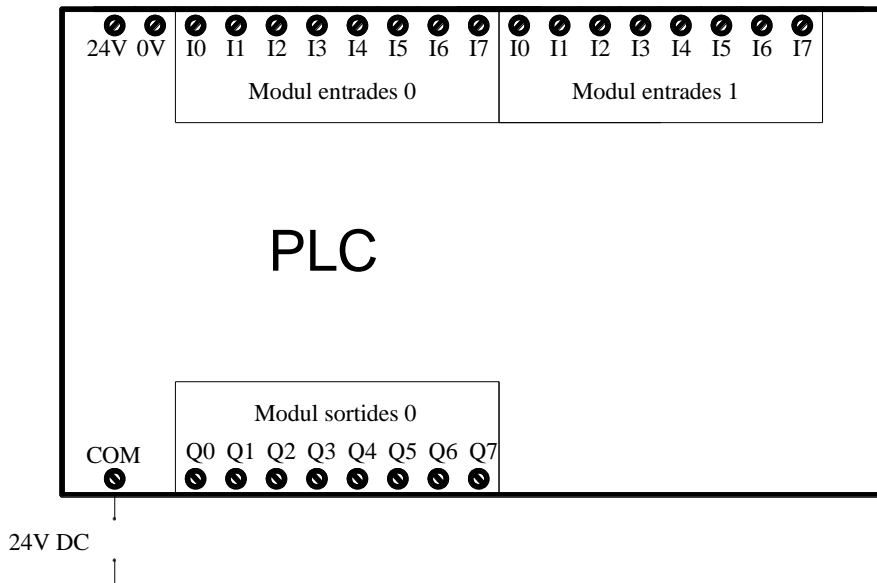 24V 0V I0 I1 I2 I3 I4 I5 I6 I7 I0 I1 I2 I3 I4 I5 I6 I7
Modul entrades 0 Modul entrades 1
PLC
Modul sortides 0
COM Q0 Q1 Q2 Q3 Q4 Q5 Q6 Q7
24V DC